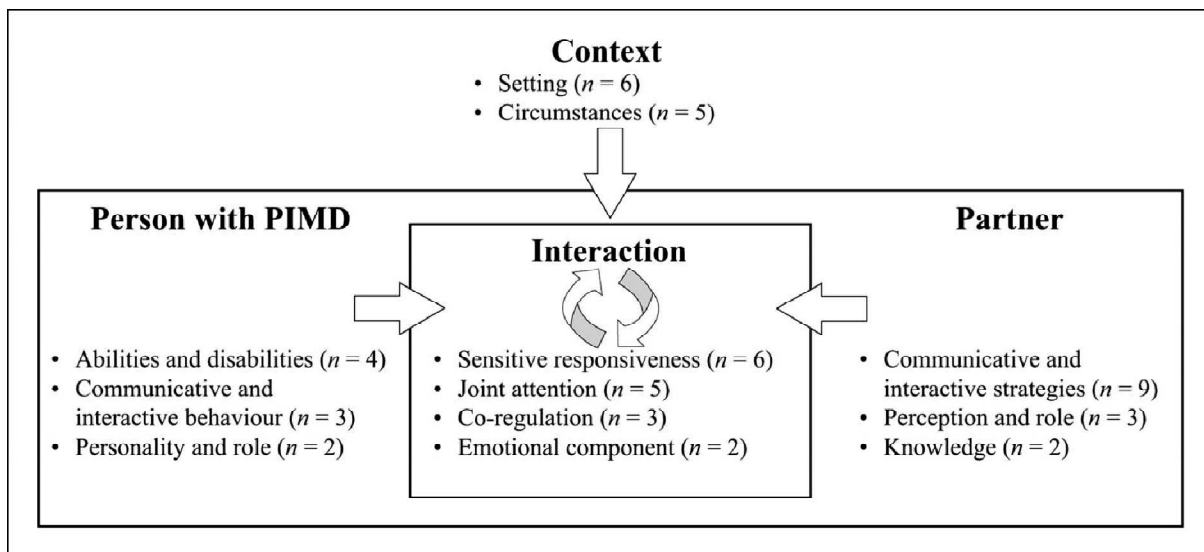 Context
• Setting (n = 6)
• Circumstances (n = 5)
Person with PIMD
• Abilities and disabilities (n = 4)
• Communicative and
interactive behaviour (n = 3)
• Personality and role (n = 2)
Interaction
• Sensitive responsiveness (n = 6)
• Joint attention (n = 5)
• Co-regulation (n = 3)
• Emotional component (n = 2)
Partner
• Communicative and
interactive strategies (n = 9)
• Perception and role (n = 3)
• Knowledge (n = 2)